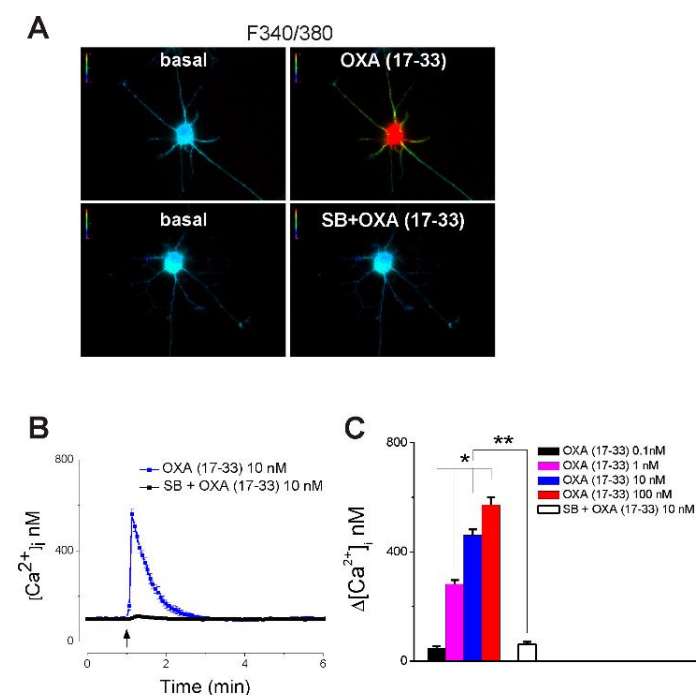 A
F340/380
basal
OXA (17-33)
basal
SB+OXA (17-33)
B
OXA (17-33) 10 nM
SB + OXA (17-33) 10 nM
800
400
0
[Ca²⁺]i nM
0 2 4 6
Time (min)
C
800
400
0
Δ[Ca²⁺]i nM
*
**
OXA (17-33) 0.1nM
OXA (17-33) 1 nM
OXA (17-33) 10 nM
OXA (17-33) 100 nM
SB + OXA (17-33) 10 nM